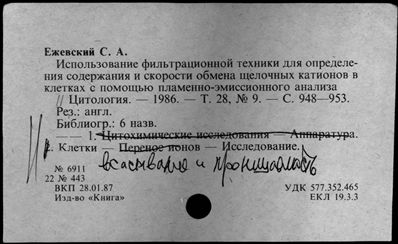 Ежевский С. А.
Использование фильтрационной техники для определе-
ния содержания и скорости обмена щелочных катионов в
клетках с помощью пламенно-эмиссионного анализа
// Цитология. — 1986. — Т. 28, № 9. — С. 948—953.
Рез.: англ.
Библиогр.: 6 назв.
— 1. Цитохимические исследования — Аппаратура.
2. Клетки — Перенос ионов — Исследование.
всасывание и проницаемость
№ 6911
22 № 443
ВКП 28.01.87
Изд-во «Книга»
УДК 577.352.465
ЕКЛ 19.3.3